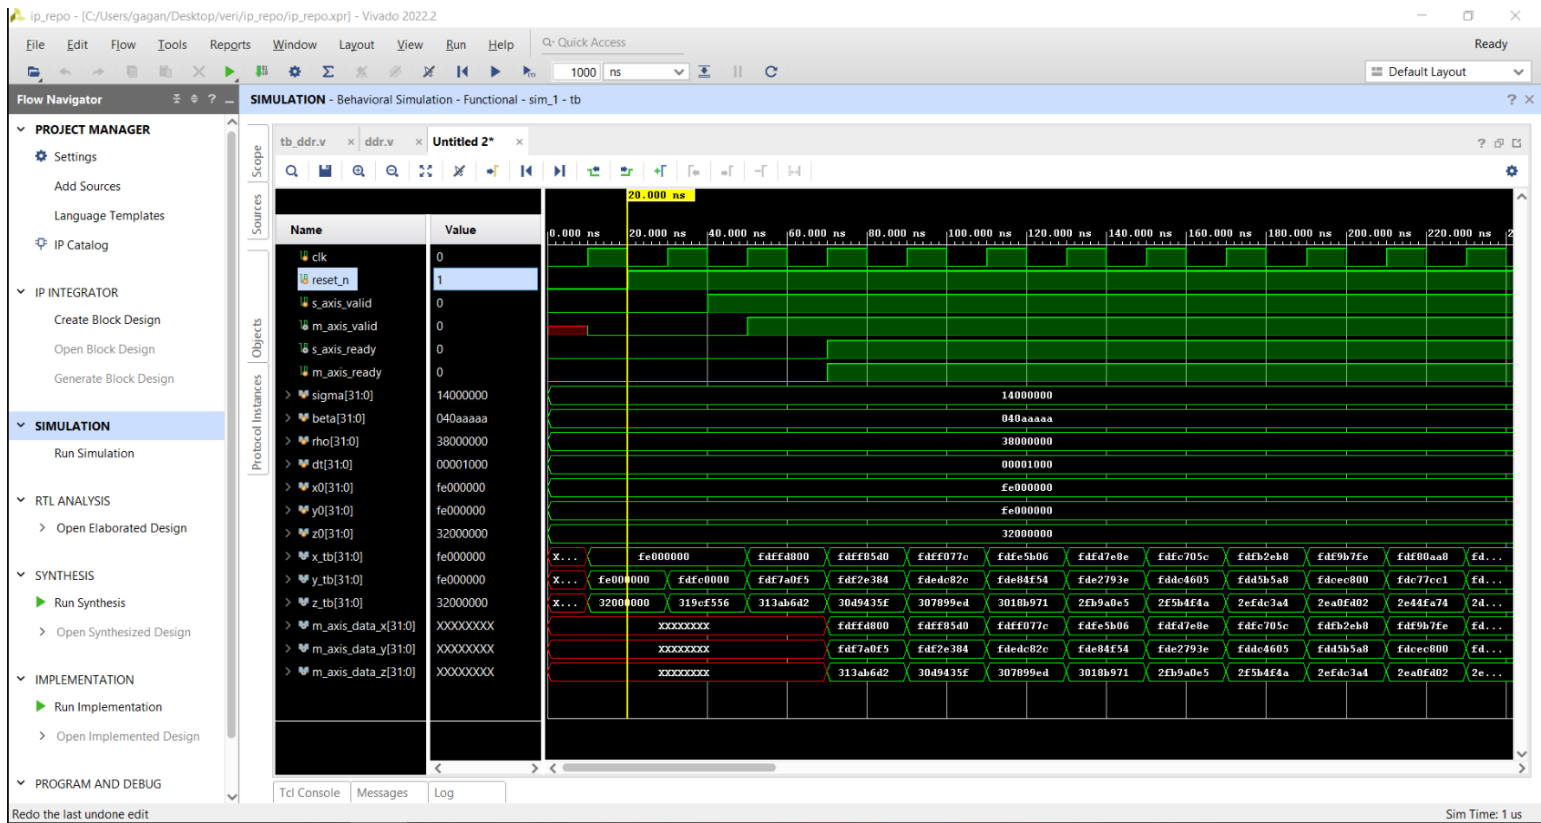 ip_repo - [C:/Users/gagan/Desktop/veri/ip_repo/ip_repo.xpr] - Vivado 2022.2
File Edit Flow Tools Reports Window Layout View Run Help Q- Quick Access Ready
1000 ns Default Layout
Flow Navigator ? _ SIMULATION - Behavioral Simulation - Functional - sim_1 - tb ? ×
PROJECT MANAGER
Settings
Add Sources
Language Templates
IP Catalog
IP INTEGRATOR
Create Block Design
Open Block Design
Generate Block Design
SIMULATION
Run Simulation
RTL ANALYSIS
Open Elaborated Design
SYNTHESIS
Run Synthesis
Open Synthesized Design
IMPLEMENTATION
Run Implementation
Open Implemented Design
PROGRAM AND DEBUG
Scope
Sources
Objects
Protocol Instances
tb_ddr.v × ddr.v × Untitled 2* ×
20.000 ns
Name Value 0.000 ns 20.000 ns 40.000 ns 60.000 ns 80.000 ns 100.000 ns 120.000 ns 140.000 ns 160.000 ns 180.000 ns 200.000 ns 220.000 ns 2
clk 0
reset_n 1
s_axis_valid 0
m_axis_valid 0
s_axis_ready 0
m_axis_ready 0
sigma[31:0] 14000000 14000000
beta[31:0] 040aaaaa 040aaaaa
rho[31:0] 38000000 38000000
dt[31:0] 00001000 00001000
x0[31:0] fe000000 fe000000
y0[31:0] fe000000 fe000000
z0[31:0] 32000000 32000000
x_tb[31:0] fe000000 X... fe000000 fdffd800 fdff85d0 fdff077c fdfe5b06 fdfd7e8e fdfc705c fdfb2eb8 fdf9b7fe fdf80aa8 fd...
y_tb[31:0] fe000000 X... fe000000 fdfc0000 fdf7a0f5 fdf2e384 fdedc82c fde84f54 fde2793e fddc4605 fdd5b5a8 fdcec800 fdc77cc1 fd...
z_tb[31:0] 32000000 X... 32000000 319cf556 313ab6d2 30d9435f 307899ed 3018b971 2fb9a0e5 2f5b4f4a 2efdc3a4 2ea0fd02 2e44fa74 2d...
m_axis_data_x[31:0] XXXXXXXX XXXXXXXX fdffd800 fdff85d0 fdff077c fdfe5b06 fdfd7e8e fdfc705c fdfb2eb8 fdf9b7fe fd...
m_axis_data_y[31:0] XXXXXXXX XXXXXXXX fdf7a0f5 fdf2e384 fdedc82c fde84f54 fde2793e fddc4605 fdd5b5a8 fdcec800 fd...
m_axis_data_z[31:0] XXXXXXXX XXXXXXXX 313ab6d2 30d9435f 307899ed 3018b971 2fb9a0e5 2f5b4f4a 2efdc3a4 2ea0fd02 2e...
Tcl Console Messages Log
Redo the last undone edit Sim Time: 1 us